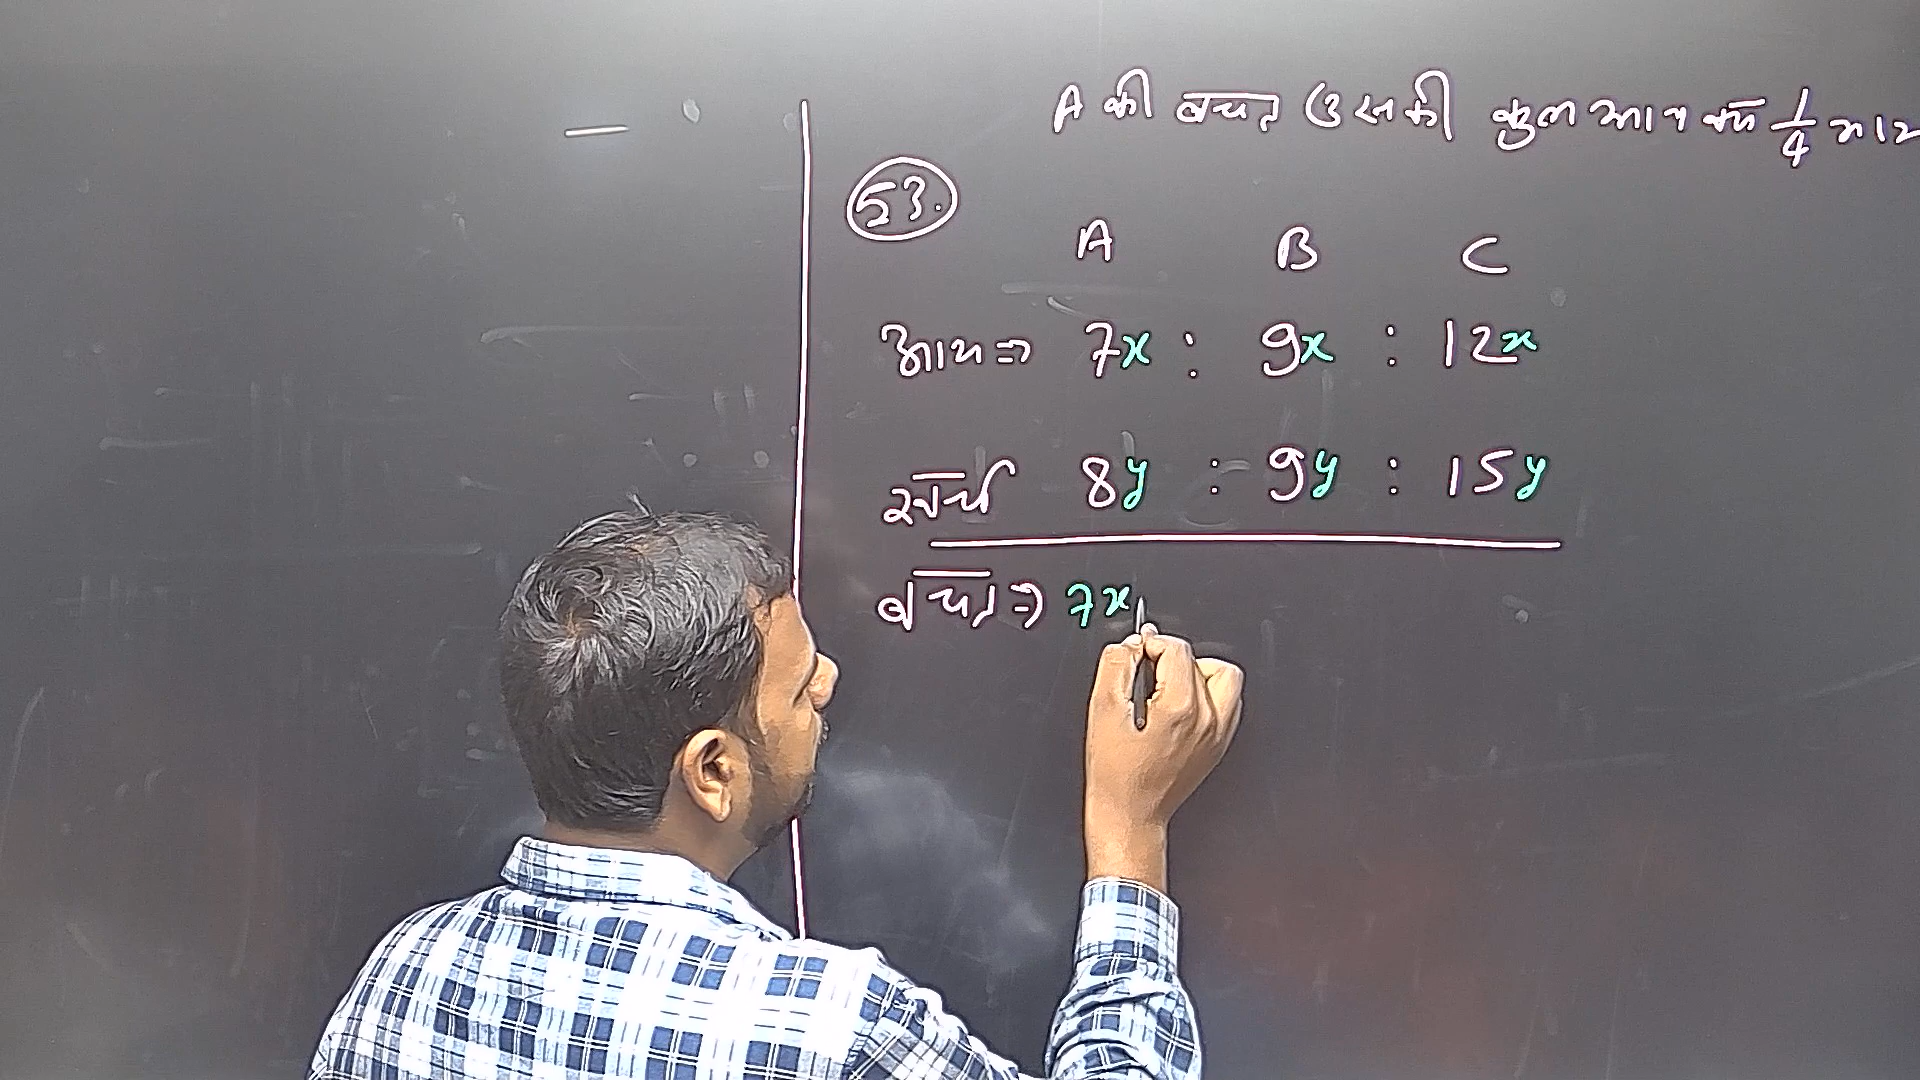 A की बचत उसकी कुल आय का 1/4 भाग
53.
A B C
आय ⇒ 7x : 9x : 12x
खर्च 8y : 9y : 15y
बचत ⇒ 7x